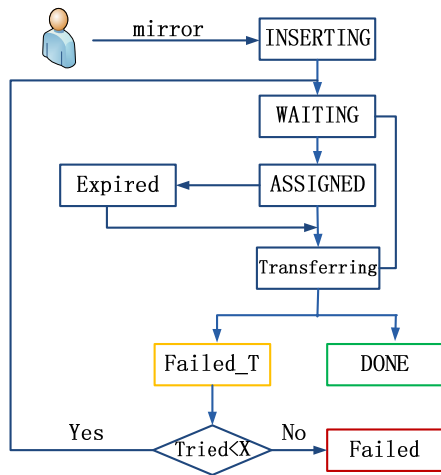 mirror
INSERTING
WAITING
Expired
ASSIGNED
Transferring
Failed_T
DONE
Yes
Tried<X
No
Failed